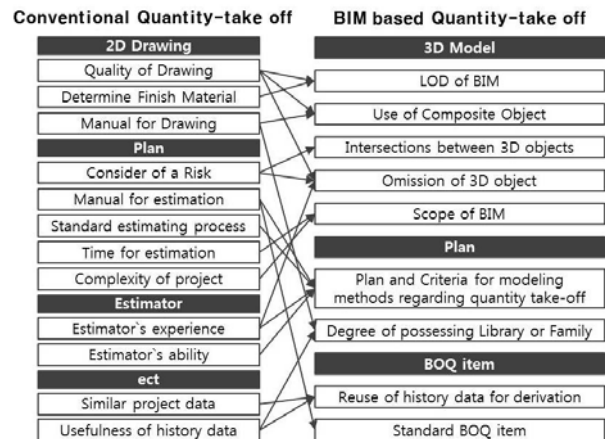 Conventional Quantity-take off
2D Drawing
Quality of Drawing
Determine Finish Material
Manual for Drawing
Plan
Consider of a Risk
Manual for estimation
Standard estimating process
Time for estimation
Complexity of project
Estimator
Estimator`s experience
Estimator`s ability
ect
Similar project data
Usefulness of history data
BIM based Quantity-take off
3D Model
LOD of BIM
Use of Composite Object
Intersections between 3D objects
Omission of 3D object
Scope of BIM
Plan
Plan and Criteria for modeling
methods regarding quantity take-off
Degree of possessing Library or Family
BOQ item
Reuse of history data for derivation
Standard BOQ item